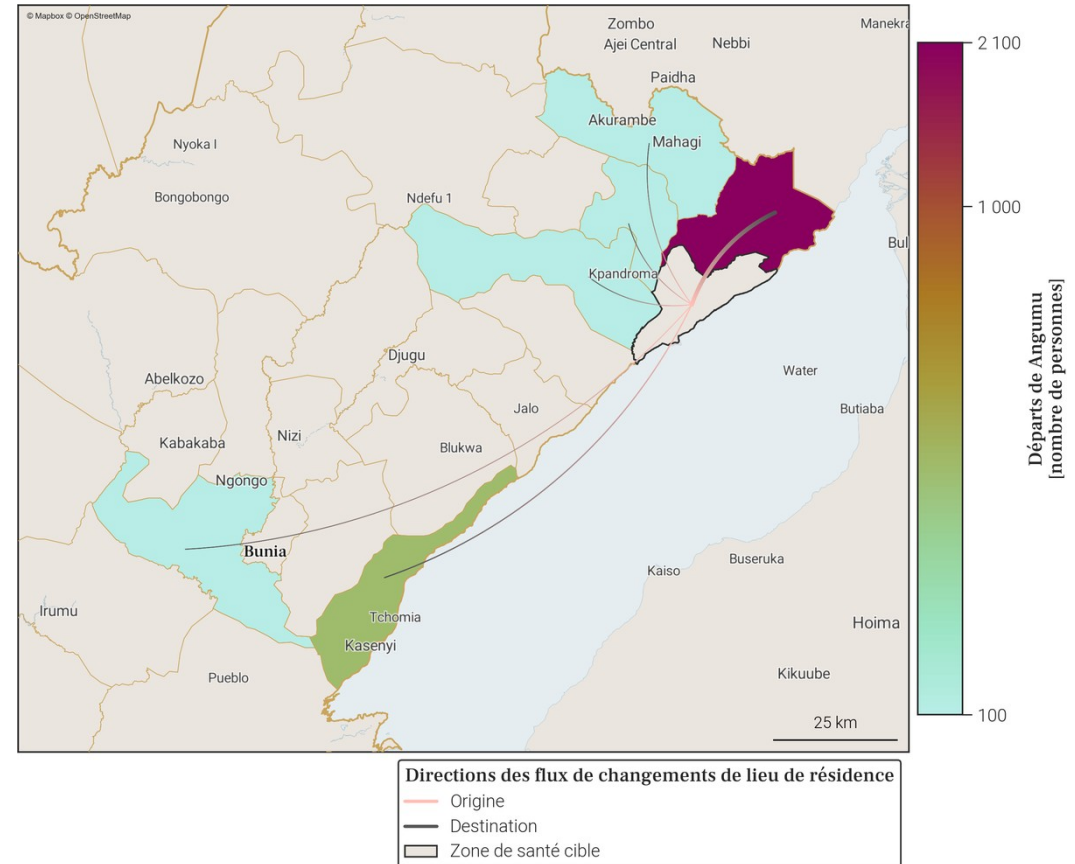 © Mapbox © OpenStreetMap
Zombo
Manekra
Ajei Central
Nebbi
2 100
Paidha
Akurambe
Mahagi
Nyoka I
Bongobongo
Ndefu 1
1 000
Bul
Kpandroma
Djugu
Water
Abelkozo
Jalo
Butiaba
Kabakaba
Nizi
Blukwa
Ngongo
Bunia
Buseruka
Kaiso
Irumu
Tchomia
Hoima
Kasenyi
Pueblo
Kikuube
100
25 km
Départs de Angumu
[nombre de personnes]
Directions des flux de changements de lieu de résidence
Origine
Destination
Zone de santé cible